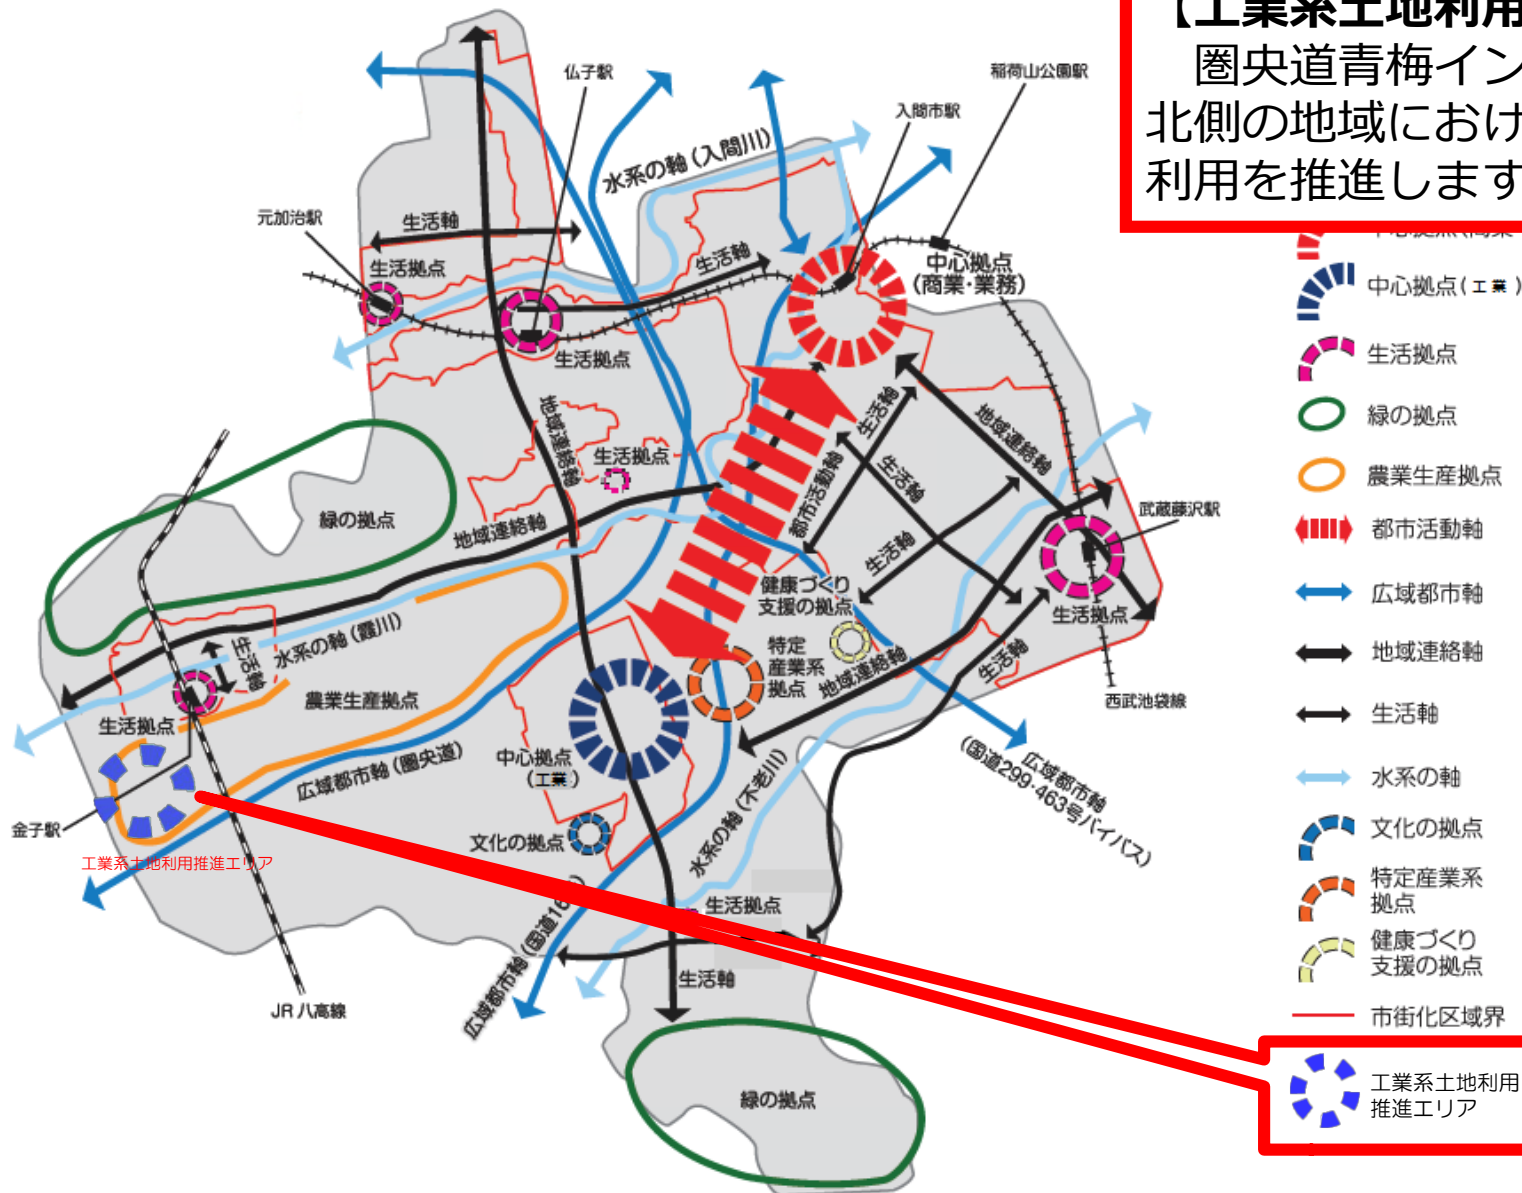 【工業系土地利用
圏央道青梅イン
北側の地域におけ
利用を推進します
仏子駅
稲荷山公園駅
入間市駅
水系の軸(入間川)
元加治駅
生活軸
生活拠点
生活軸
中心拠点
(商業・業務)
生活拠点
地域連絡軸
生活軸
地域連絡軸
生活拠点
生活軸
都市活動軸
緑の拠点
地域連絡軸
武蔵藤沢駅
生活軸
健康づくり
支援の拠点
生活拠点
水系の軸(霞川)
生活軸
特定
産業系
拠点
地域連絡軸
生活軸
農業生産拠点
西武池袋線
生活拠点
中心拠点
(工業)
広域都市軸(圏央道)
広域都市軸
(国道299・463号バイパス)
水系の軸(不老川)
金子駅
文化の拠点
工業系土地利用推進エリア
生活拠点
広域都市軸(国道16
生活軸
JR 八高線
緑の拠点
中心拠点(工業)
生活拠点
緑の拠点
農業生産拠点
都市活動軸
広域都市軸
地域連絡軸
生活軸
水系の軸
文化の拠点
特定産業系
拠点
健康づくり
支援の拠点
市街化区域界
工業系土地利用
推進エリア